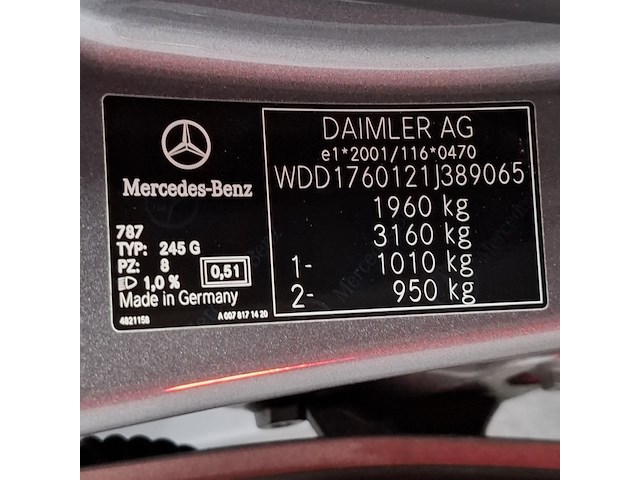 Mercedes-Benz
787
TYP: 245 G
PZ: 8
1,0 %
0,51
Made in Germany
4821158
A 007 817 14 20
DAIMLER AG
e1*2001/116*0470
WDD1760121J389065
1960 kg
3160 kg
1- 1010 kg
2- 950 kg